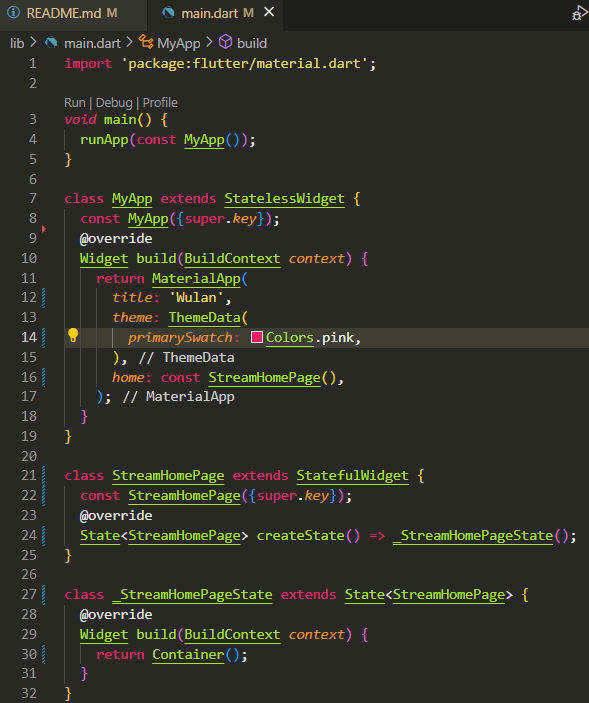 README.md M main.dart M
lib > main.dart > MyApp > build
1 import 'package:flutter/material.dart';
2
Run | Debug | Profile
3 void main() {
4 runApp(const MyApp());
5 }
6
7 class MyApp extends StatelessWidget {
8 const MyApp({super.key});
9 @override
10 Widget build(BuildContext context) {
11 return MaterialApp(
12 title: 'Wulan',
13 theme: ThemeData(
14 primarySwatch: Colors.pink,
15 ), // ThemeData
16 home: const StreamHomePage(),
17 ); // MaterialApp
18 }
19 }
20
21 class StreamHomePage extends StatefulWidget {
22 const StreamHomePage({super.key});
23 @override
24 State<StreamHomePage> createState() => _StreamHomePageState();
25 }
26
27 class _StreamHomePageState extends State<StreamHomePage> {
28 @override
29 Widget build(BuildContext context) {
30 return Container();
31 }
32 }